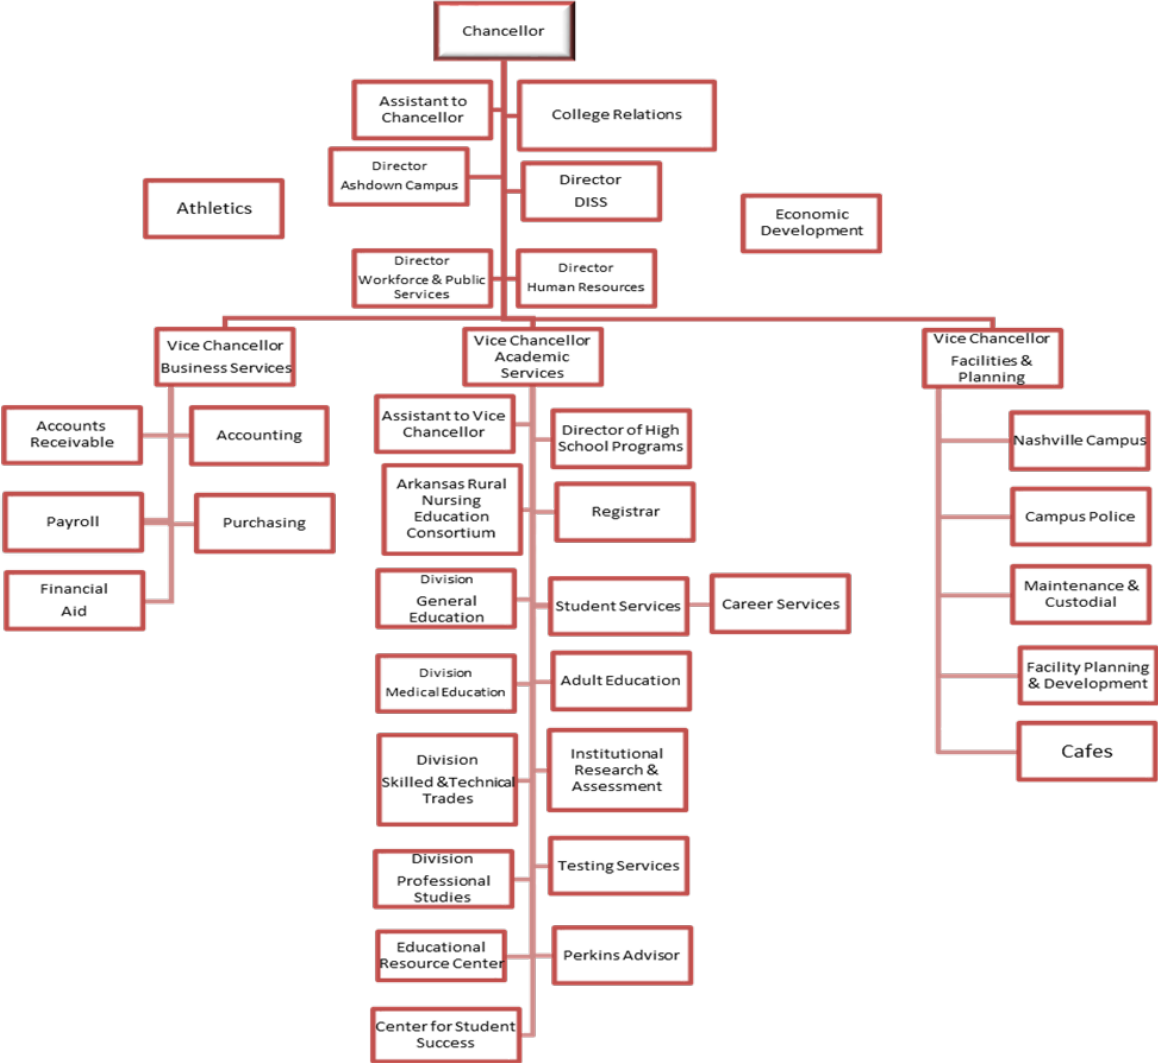 Chancellor
Assistant to
Chancellor
College Relations
Director
Ashdown Campus
Director
DISS
Athletics
Economic
Development
Director
Workforce & Public
Services
Director
Human Resources
Vice Chancellor
Business Services
Vice Chancellor
Academic
Services
Vice Chancellor
Facilities &
Planning
Accounts
Receivable
Accounting
Payroll
Purchasing
Financial
Aid
Assistant to Vice
Chancellor
Director of High
School Programs
Arkansas Rural
Nursing
Education
Consortium
Registrar
Division
General
Education
Student Services
Career Services
Division
Medical Education
Adult Education
Division
Skilled &Technical
Trades
Institutional
Research &
Assessment
Division
Professional
Studies
Testing Services
Educational
Resource Center
Perkins Advisor
Center for Student
Success
Nashville Campus
Campus Police
Maintenance &
Custodial
Facility Planning
& Development
Cafes